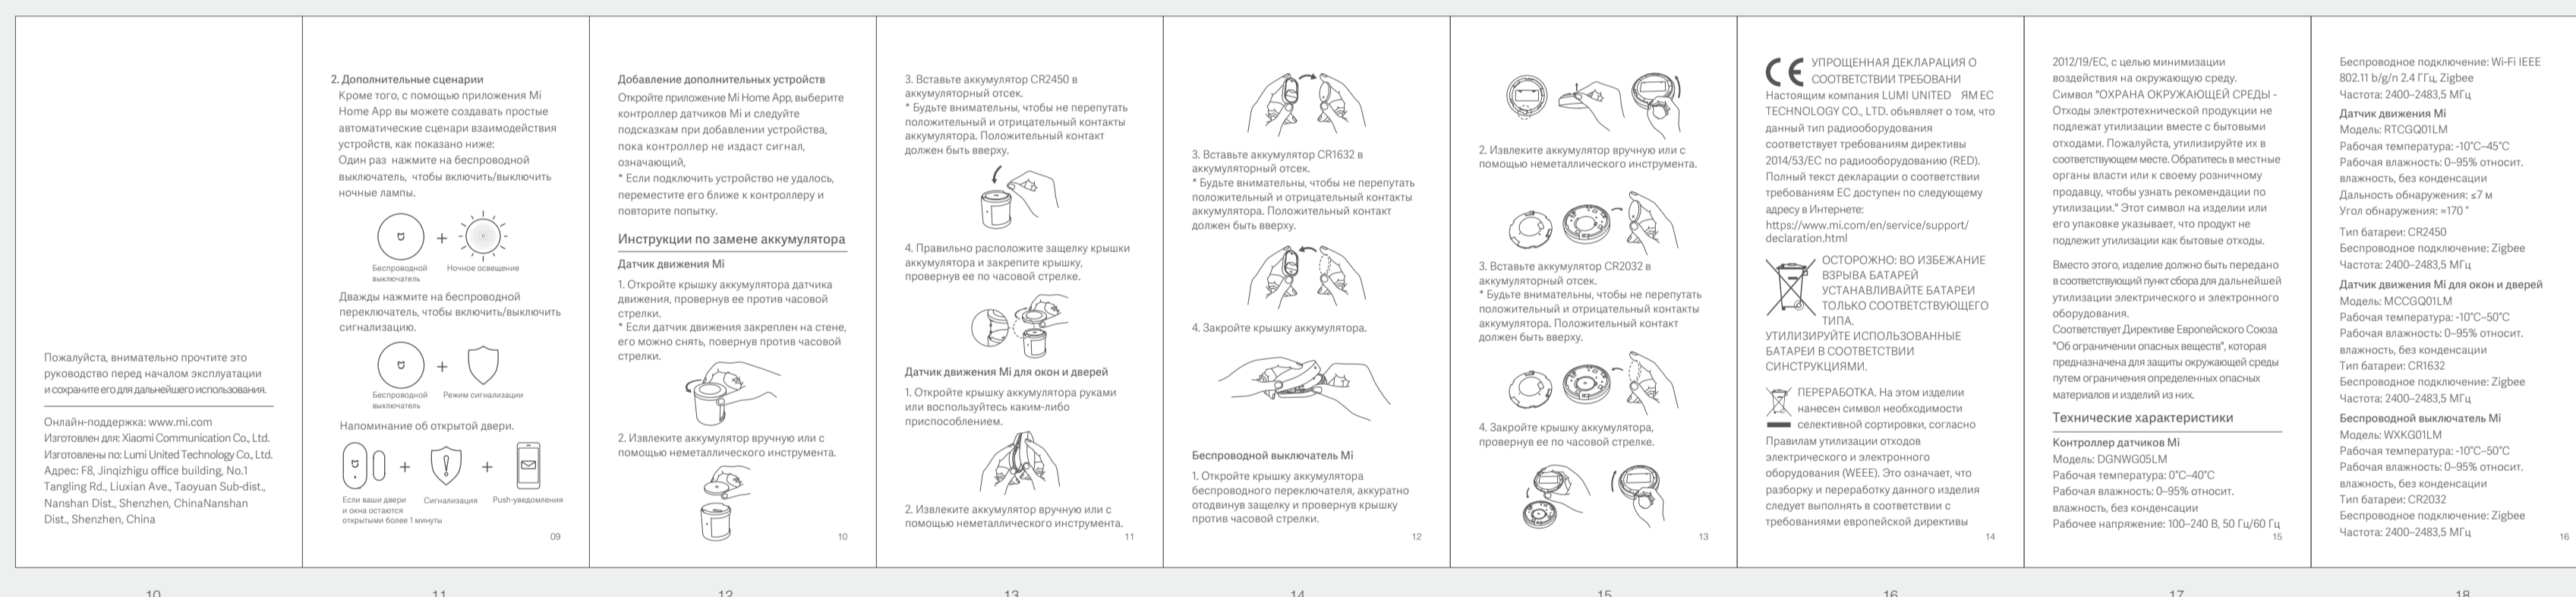 Пожалуйста, внимательно прочтите это
руководство перед началом эксплуатации
и сохраните его для дальнейшего использования.
Онлайн-поддержка: www.mi.com
Изготовлен для: Xiaomi Communication Co., Ltd.
Изготовлены по: Lumi United Technology Co., Ltd.
Адрес: F8, Jinqizhigu office building, No.1
Tangling Rd., Liuxian Ave., Taoyuan Sub-dist.,
Nanshan Dist., Shenzhen, ChinaNanshan
Dist., Shenzhen, China
10
2. Дополнительные сценарии
Кроме того, с помощью приложения Mi
Home App вы можете создавать простые
автоматические сценари взаимодействия
устройств, как показано ниже:
Один раз нажмите на беспроводной
выключатель, чтобы включить/выключить
ночные лампы.
+
Беспроводной
выключатель
Ночное освещение
Дважды нажмите на беспроводной
переключатель, чтобы включить/выключить
сигнализацию.
+
Беспроводной
выключатель
Режим сигнализации
Напоминание об открытой двери.
+ +
Если ваши двери
и окна остаются
открытыми более 1 минуты
Сигнализация
Push-уведомления
09
11
Добавление дополнительных устройств
Откройте приложение Mi Home App, выберите
контроллер датчиков Mi и следуйте
подсказкам при добавлении устройства,
пока контроллер не издаст сигнал,
означающий,
* Если подключить устройство не удалось,
переместите его ближе к контроллеру и
повторите попытку.
Инструкции по замене аккумулятора
Датчик движения Mi
1. Откройте крышку аккумулятора датчика
движения, провернув ее против часовой
стрелки.
* Если датчик движения закреплен на стене,
его можно снять, повернув против часовой
стрелки.
2. Извлеките аккумулятор вручную или с
помощью неметаллического инструмента.
10
12
3. Вставьте аккумулятор CR2450 в
аккумуляторный отсек.
* Будьте внимательны, чтобы не перепутать
положительный и отрицательный контакты
аккумулятора. Положительный контакт
должен быть вверху.
4. Правильно расположите защелку крышки
аккумулятора и закрепите крышку,
провернув ее по часовой стрелке.
Датчик движения Mi для окон и дверей
1. Откройте крышку аккумулятора руками
или воспользуйтесь каким-либо
приспособлением.
2. Извлеките аккумулятор вручную или с
помощью неметаллического инструмента.
11
13
3. Вставьте аккумулятор CR1632 в
аккумуляторный отсек.
* Будьте внимательны, чтобы не перепутать
положительный и отрицательный контакты
аккумулятора. Положительный контакт
должен быть вверху.
4. Закройте крышку аккумулятора.
Беспроводной выключатель Mi
1. Откройте крышку аккумулятора
беспроводного переключателя, аккуратно
отодвинув защелку и провернув крышку
против часовой стрелки.
12
14
2. Извлеките аккумулятор вручную или с
помощью неметаллического инструмента.
3. Вставьте аккумулятор CR2032 в
аккумуляторный отсек.
* Будьте внимательны, чтобы не перепутать
положительный и отрицательный контакты
аккумулятора. Положительный контакт
должен быть вверху.
4. Закройте крышку аккумулятора,
провернув ее по часовой стрелке.
13
15
CE УПРОЩЕННАЯ ДЕКЛАРАЦИЯ О
СООТВЕТСТВИИ ТРЕБОВАНИ
Настоящим компания LUMI UNITED ЯМ ЕС
TECHNOLOGY CO., LTD. объявляет о том, что
данный тип радиооборудования
соответствует требованиям директивы
2014/53/ЕС по радиооборудованию (RED).
Полный текст декларации о соответствии
требованиям ЕС доступен по следующему
адресу в Интернете:
https://www.mi.com/en/service/support/
declaration.html
ОСТОРОЖНО: ВО ИЗБЕЖАНИЕ
ВЗРЫВА БАТАРЕЙ
УСТАНАВЛИВАЙТЕ БАТАРЕИ
ТОЛЬКО СООТВЕТСТВУЮЩЕГО
ТИПА.
УТИЛИЗИРУЙТЕ ИСПОЛЬЗОВАННЫЕ
БАТАРЕИ В СООТВЕТСТВИИ
СИНСТРУКЦИЯМИ.
ПЕРЕРАБОТКА. На этом изделии
нанесен символ необходимости
селективной сортировки, согласно
Правилам утилизации отходов
электрического и электронного
оборудования (WEEE). Это означает, что
разборку и переработку данного изделия
следует выполнять в соответствии с
требованиями европейской директивы
14
16
2012/19/ЕС, с целью минимизации
воздействия на окружающую среду.
Символ "ОХРАНА ОКРУЖАЮЩЕЙ СРЕДЫ -
Отходы электротехнической продукции не
подлежат утилизации вместе с бытовыми
отходами. Пожалуйста, утилизируйте их в
соответствующем месте. Обратитесь в местные
органы власти или к своему розничному
продавцу, чтобы узнать рекомендации по
утилизации." Этот символ на изделии или
его упаковке указывает, что продукт не
подлежит утилизации как бытовые отходы.
Вместо этого, изделие должно быть передано
в соответствующий пункт сбора для дальнейшей
утилизации электрического и электронного
оборудования.
Соответствует Директиве Европейского Союза
"Об ограничении опасных веществ", которая
предназначена для защиты окружающей среды
путем ограничения определенных опасных
материалов и изделий из них.
Технические характеристики
Контроллер датчиков Mi
Модель: DGNWG05LM
Рабочая температура: 0°C–40°C
Рабочая влажность: 0–95% относит.
влажность, без конденсации
Рабочее напряжение: 100–240 В, 50 Гц/60 Гц
15
17
Беспроводное подключение: Wi-Fi IEEE
802.11 b/g/n 2.4 ГГц, Zigbee
Частота: 2400–2483,5 МГц
Датчик движения Mi
Модель: RTCGQ01LM
Рабочая температура: -10°C–45°C
Рабочая влажность: 0–95% относит.
влажность, без конденсации
Дальность обнаружения: ≤7 м
Угол обнаружения: ≈170°
Тип батареи: CR2450
Беспроводное подключение: Zigbee
Частота: 2400–2483,5 МГц
Датчик движения Mi для окон и дверей
Модель: MCCGQ01LM
Рабочая температура: -10°C–50°C
Рабочая влажность: 0–95% относит.
влажность, без конденсации
Тип батареи: CR1632
Беспроводное подключение: Zigbee
Частота: 2400–2483,5 МГц
Беспроводной выключатель Mi
Модель: WXKG01LM
Рабочая температура: -10°C–50°C
Рабочая влажность: 0–95% относит.
влажность, без конденсации
Тип батареи: CR2032
Беспроводное подключение: Zigbee
Частота: 2400–2483,5 МГц
16
18